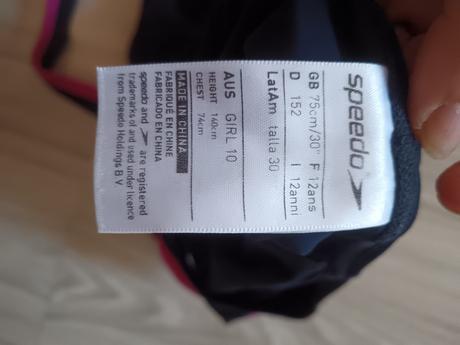 speedo
GB 75cm/30" F 12ans
D 152 I 12anni
LatAm talla 30
AUS GIRL 10
HEIGHT 140cm
CHEST 74cm
MADE IN CHINA
FABRIQUÉ EN CHINE
FABRICADO EN CHINA
speedo and are registered
trademarks of and used under licence
from Speedo Holdings B V